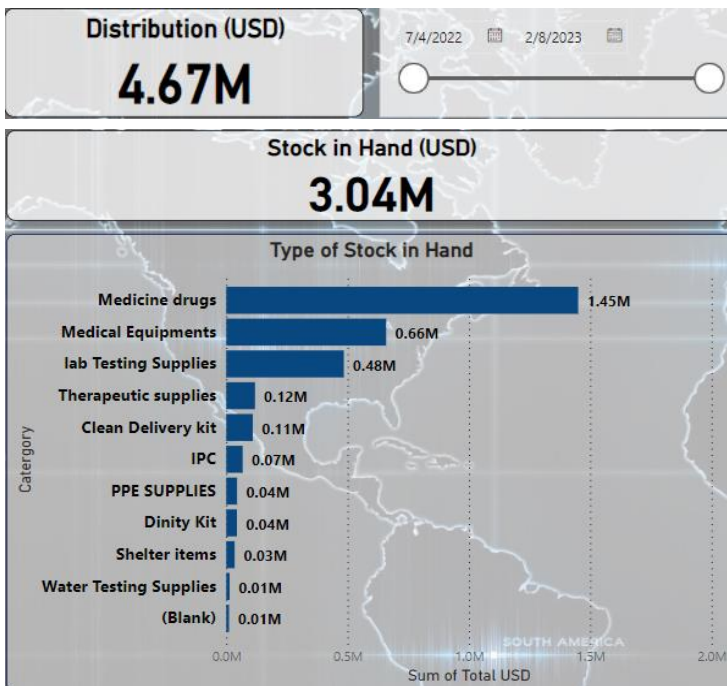 Distribution (USD)
4.67M
7/4/2022 2/8/2023
Stock in Hand (USD)
3.04M
Type of Stock in Hand
Medicine drugs 1.45M
Medical Equipments 0.66M
lab Testing Supplies 0.48M
Therapeutic supplies 0.12M
Clean Delivery kit 0.11M
IPC 0.07M
PPE SUPPLIES 0.04M
Dinity Kit 0.04M
Shelter items 0.03M
Water Testing Supplies 0.01M
(Blank) 0.01M
Catergory
SOUTH AMERICA
0.0M 0.5M 1.0M 1.5M 2.0M
Sum of Total USD